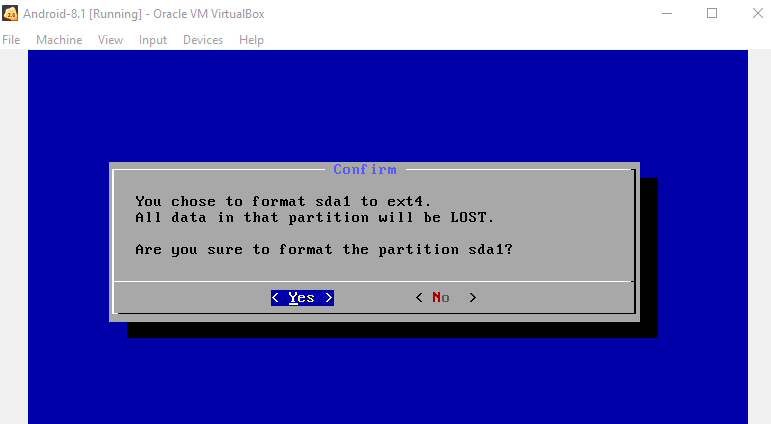 Android-8.1 [Running] - Oracle VM VirtualBox
File Machine View Input Devices Help
Confirm
You chose to format sda1 to ext4.
All data in that partition will be LOST.
Are you sure to format the partition sda1?
< Yes > < No >